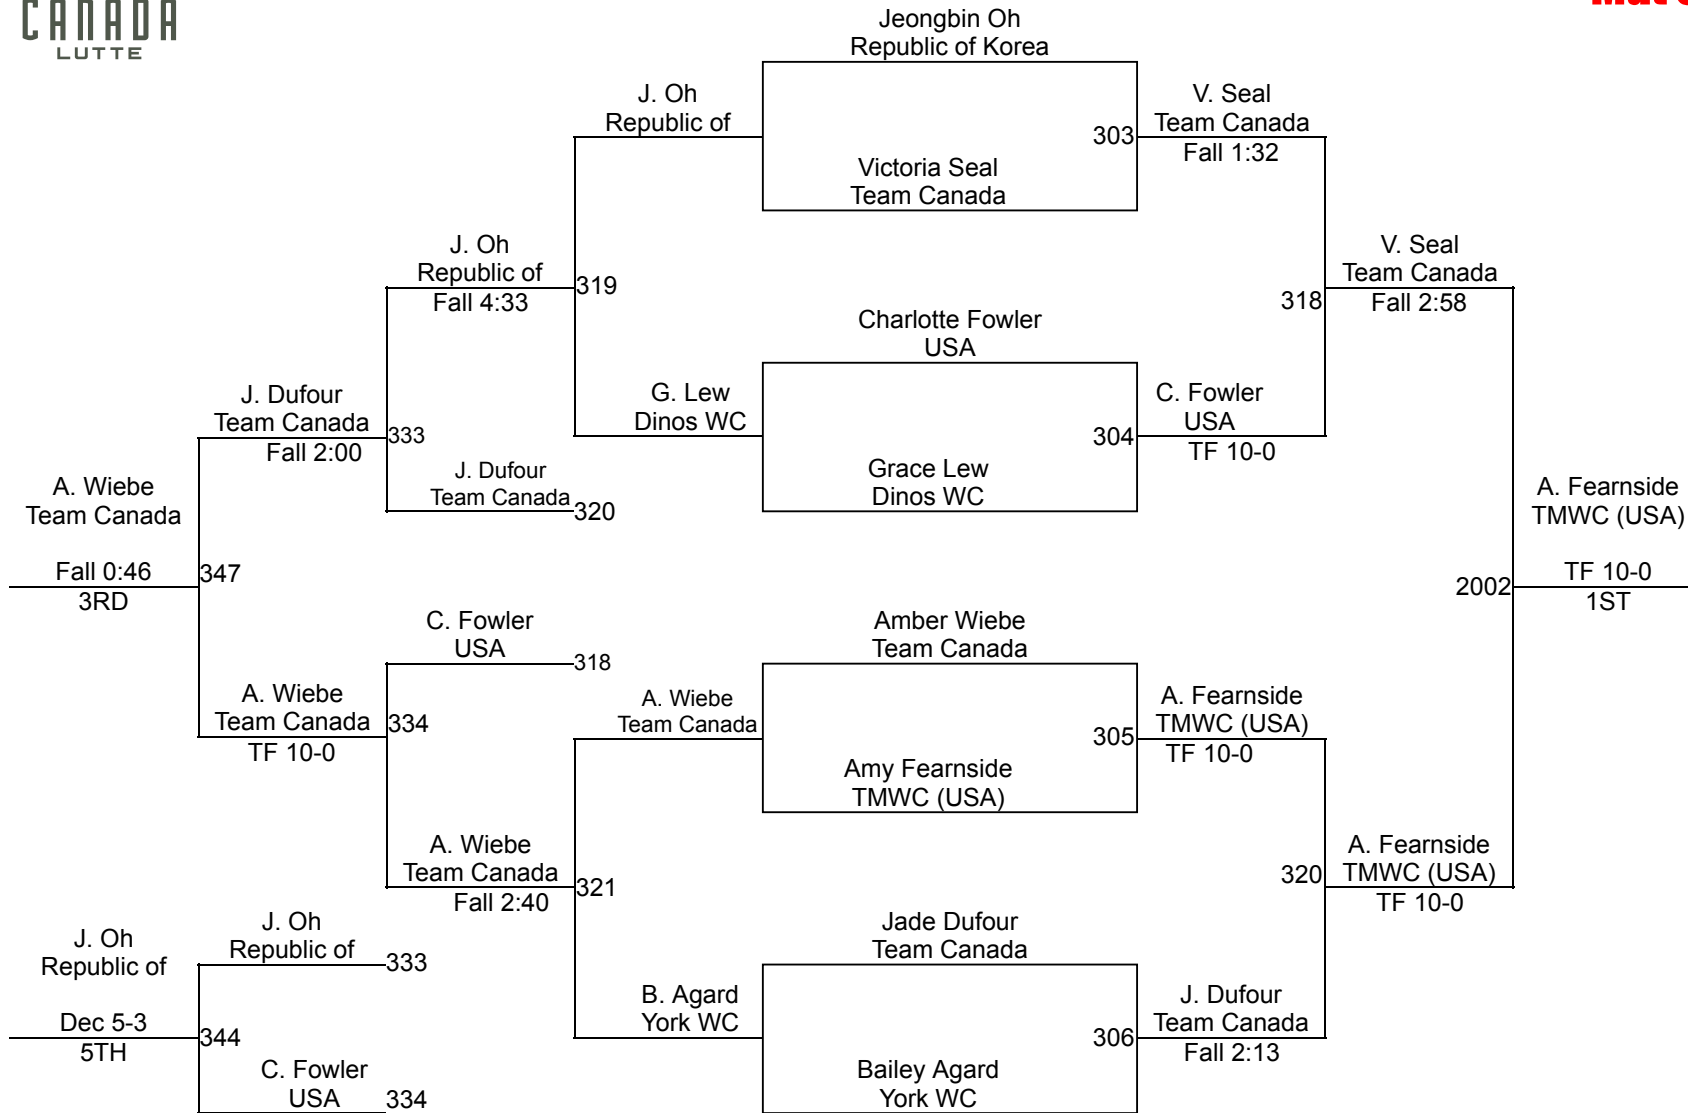 CANADA
LUTTE
Jeongbin Oh
Republic of Korea
J. Oh
Republic of
303
V. Seal
Team Canada
Fall 1:32
Victoria Seal
Team Canada
J. Oh
Republic of
Fall 4:33
319
V. Seal
Team Canada
Fall 2:58
318
Charlotte Fowler
USA
J. Dufour
Team Canada
Fall 2:00
333
G. Lew
Dinos WC
304
C. Fowler
USA
TF 10-0
J. Dufour
Team Canada
320
Grace Lew
Dinos WC
A. Wiebe
Team Canada
Fall 0:46
3RD
347
A. Fearnside
TMWC (USA)
TF 10-0
1ST
2002
C. Fowler
USA
318
Amber Wiebe
Team Canada
A. Wiebe
Team Canada
TF 10-0
334
A. Wiebe
Team Canada
305
A. Fearnside
TMWC (USA)
TF 10-0
Amy Fearnside
TMWC (USA)
A. Wiebe
Team Canada
Fall 2:40
321
320
A. Fearnside
TMWC (USA)
TF 10-0
J. Oh
Republic of
Dec 5-3
5TH
344
J. Oh
Republic of
333
Jade Dufour
Team Canada
B. Agard
York WC
306
J. Dufour
Team Canada
Fall 2:13
C. Fowler
USA
334
Bailey Agard
York WC